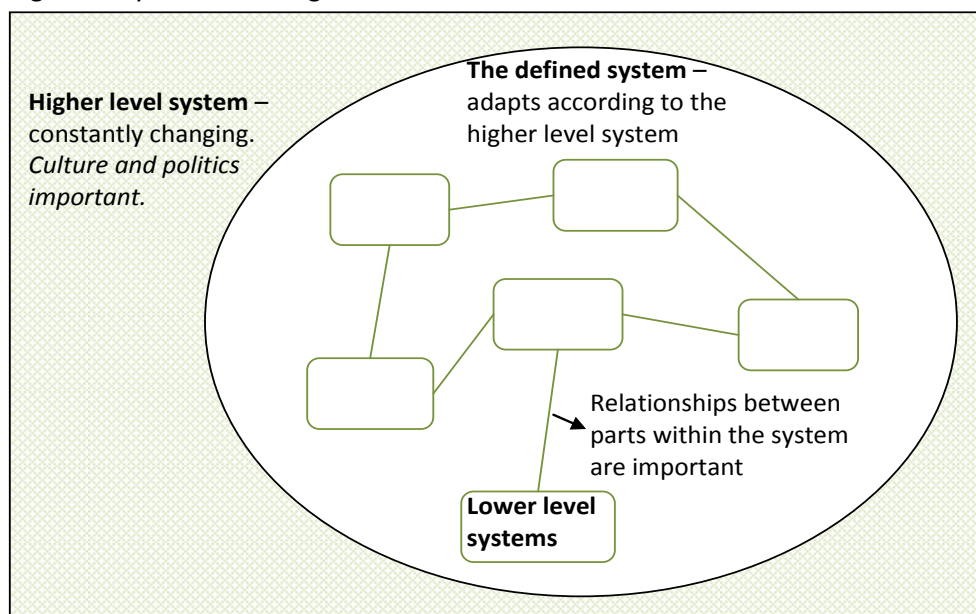 Higher level system –
constantly changing.
Culture and politics
important.
The defined system –
adapts according to the
higher level system
Relationships between
parts within the system
are important
Lower level
systems